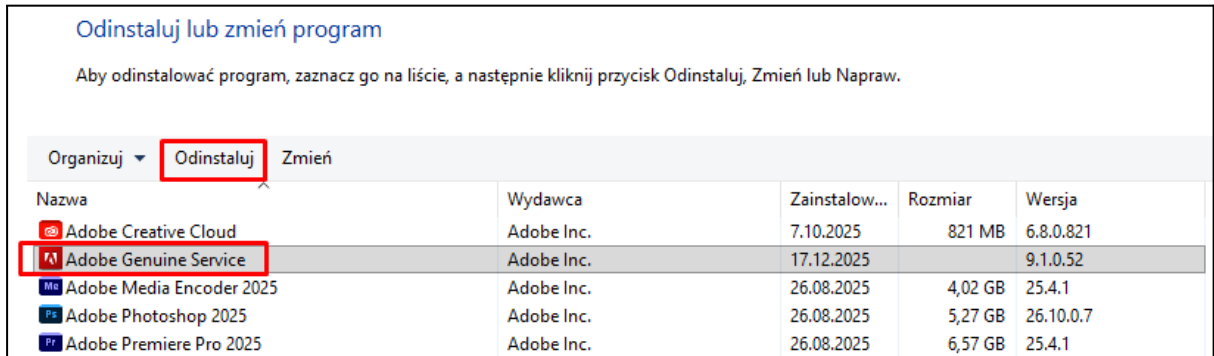 Odinstaluj lub zmień program
Aby odinstalować program, zaznacz go na liście, a następnie kliknij przycisk Odinstaluj, Zmień lub Napraw.
Organizuj Odinstaluj Zmień
Nazwa Wydawca Zainstalow... Rozmiar Wersja
Adobe Creative Cloud Adobe Inc. 7.10.2025 821 MB 6.8.0.821
Adobe Genuine Service Adobe Inc. 17.12.2025 9.1.0.52
Me Adobe Media Encoder 2025 Adobe Inc. 26.08.2025 4,02 GB 25.4.1
Ps Adobe Photoshop 2025 Adobe Inc. 26.08.2025 5,27 GB 26.10.0.7
Pr Adobe Premiere Pro 2025 Adobe Inc. 26.08.2025 6,57 GB 25.4.1